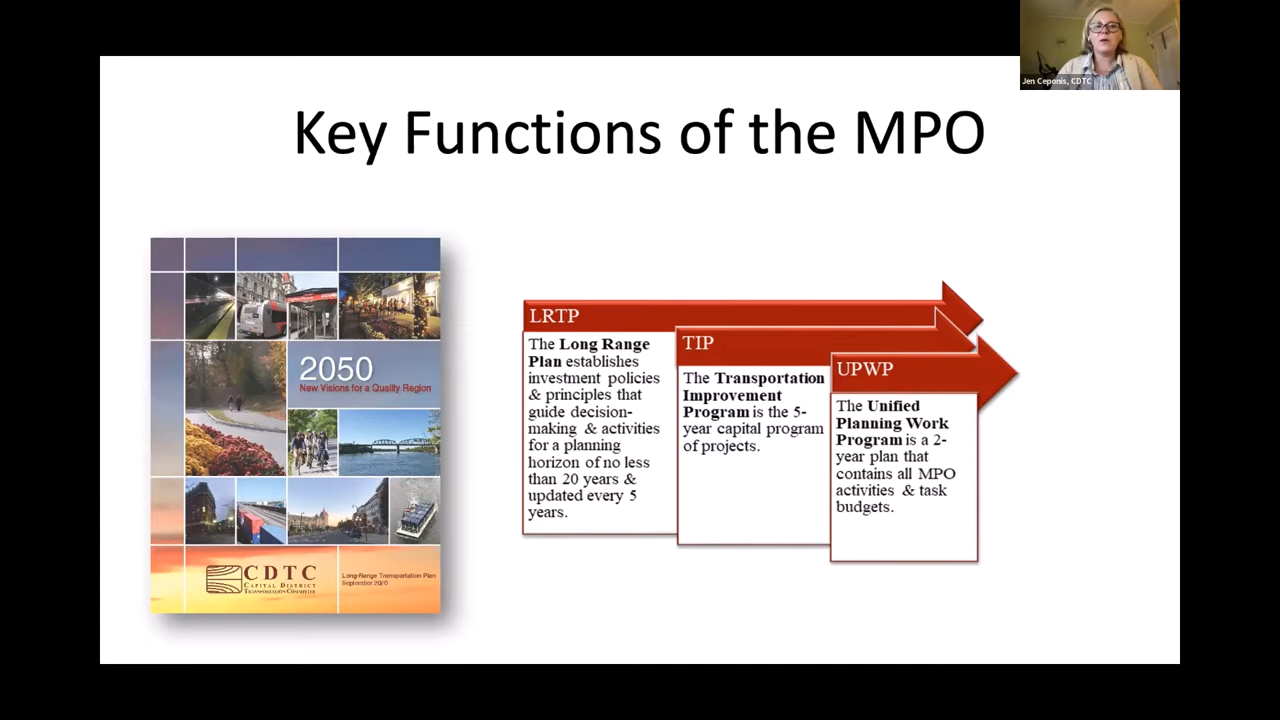 Jen Ceponis, CDTC
Key Functions of the MPO
2050
New Visions for a Quality Region
CDTC
CAPITAL DISTRICT
TRANSPORTATION COMMITTEE
Long-Range Transportation Plan
September 2020
LRTP
The Long Range
Plan establishes
investment policies
& principles that
guide decision-
making & activities
for a planning
horizon of no less
than 20 years &
updated every 5
years.
TIP
The Transportation
Improvement
Program is the 5-
year capital program
of projects.
UPWP
The Unified
Planning Work
Program is a 2-
year plan that
contains all MPO
activities & task
budgets.